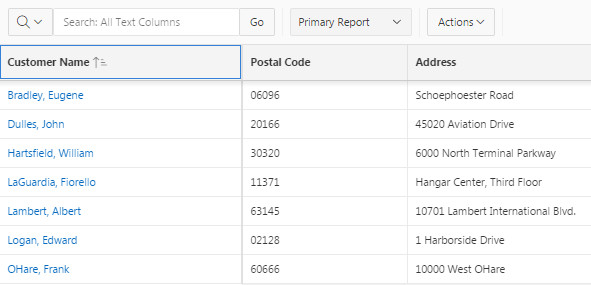 Search: All Text Columns Go Primary Report Actions
Customer Name Postal Code Address
Bradley, Eugene 06096 Schoephoester Road
Dulles, John 20166 45020 Aviation Drive
Hartsfield, William 30320 6000 North Terminal Parkway
LaGuardia, Fiorello 11371 Hangar Center, Third Floor
Lambert, Albert 63145 10701 Lambert International Blvd.
Logan, Edward 02128 1 Harborside Drive
OHare, Frank 60666 10000 West OHare